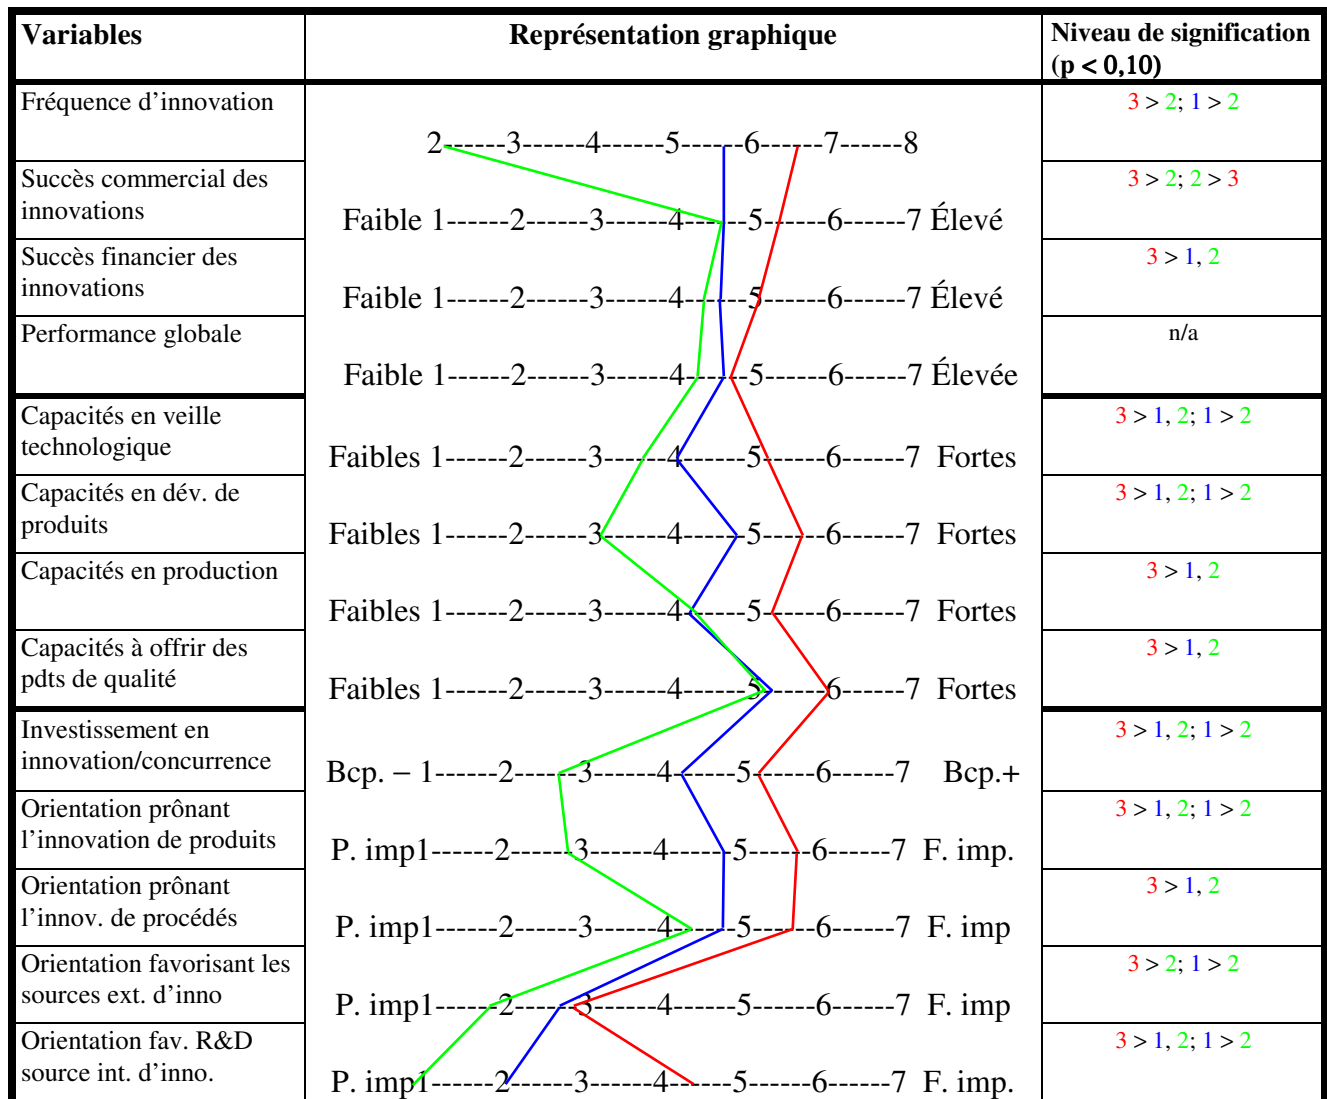 Variables
Représentation graphique
Niveau de signification
(p < 0,10)
Fréquence d'innovation
3 > 2; 1 > 2
2------3------4------5------6------7------8
Succès commercial des
innovations
3 > 2; 2 > 3
Faible 1------2------3------4------5------6------7 Élevé
Succès financier des
innovations
3 > 1, 2
Faible 1------2------3------4------5------6------7 Élevé
Performance globale
n/a
Faible 1------2------3------4------5------6------7 Élevée
Capacités en veille
technologique
3 > 1, 2; 1 > 2
Faibles 1------2------3------4------5------6------7 Fortes
Capacités en dév. de
produits
3 > 1, 2; 1 > 2
Faibles 1------2------3------4------5------6------7 Fortes
Capacités en production
3 > 1, 2
Faibles 1------2------3------4------5------6------7 Fortes
Capacités à offrir des
pdts de qualité
3 > 1, 2
Faibles 1------2------3------4------5------6------7 Fortes
Investissement en
innovation/concurrence
3 > 1, 2; 1 > 2
Bcp. – 1------2------3------4------5------6------7 Bcp.+
Orientation prônant
l'innovation de produits
3 > 1, 2; 1 > 2
P. imp1------2------3------4------5------6------7 F. imp.
Orientation prônant
l'innov. de procédés
3 > 1, 2
P. imp1------2------3------4------5------6------7 F. imp
Orientation favorisant les
sources ext. d'inno
3 > 2; 1 > 2
P. imp1------2------3------4------5------6------7 F. imp
Orientation fav. R&D
source int. d'inno.
3 > 1, 2; 1 > 2
P. imp1------2------3------4------5------6------7 F. imp.